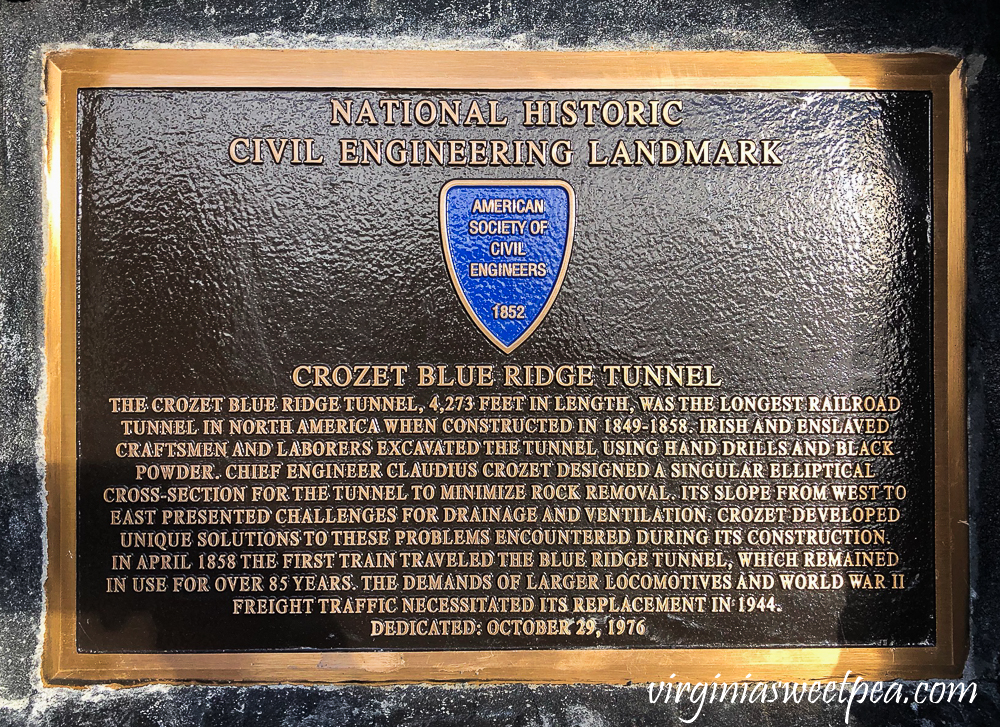 NATIONAL HISTORIC
CIVIL ENGINEERING LANDMARK
AMERICAN
SOCIETY OF
CIVIL
ENGINEERS
1852
CROZET BLUE RIDGE TUNNEL
THE CROZET BLUE RIDGE TUNNEL, 4,273 FEET IN LENGTH, WAS THE LONGEST RAILROAD
TUNNEL IN NORTH AMERICA WHEN CONSTRUCTED IN 1849-1858. IRISH AND ENSLAVED
CRAFTSMEN AND LABORERS EXCAVATED THE TUNNEL USING HAND DRILLS AND BLACK
POWDER. CHIEF ENGINEER CLAUDIUS CROZET DESIGNED A SINGULAR ELLIPTICAL
CROSS-SECTION FOR THE TUNNEL TO MINIMIZE ROCK REMOVAL. ITS SLOPE FROM WEST TO
EAST PRESENTED CHALLENGES FOR DRAINAGE AND VENTILATION. CROZET DEVELOPED
UNIQUE SOLUTIONS TO THESE PROBLEMS ENCOUNTERED DURING ITS CONSTRUCTION.
IN APRIL 1858 THE FIRST TRAIN TRAVELED THE BLUE RIDGE TUNNEL, WHICH REMAINED
IN USE FOR OVER 85 YEARS. THE DEMANDS OF LARGER LOCOMOTIVES AND WORLD WAR II
FREIGHT TRAFFIC NECESSITATED ITS REPLACEMENT IN 1944.
DEDICATED: OCTOBER 29, 1976
virginiasweetpea.com